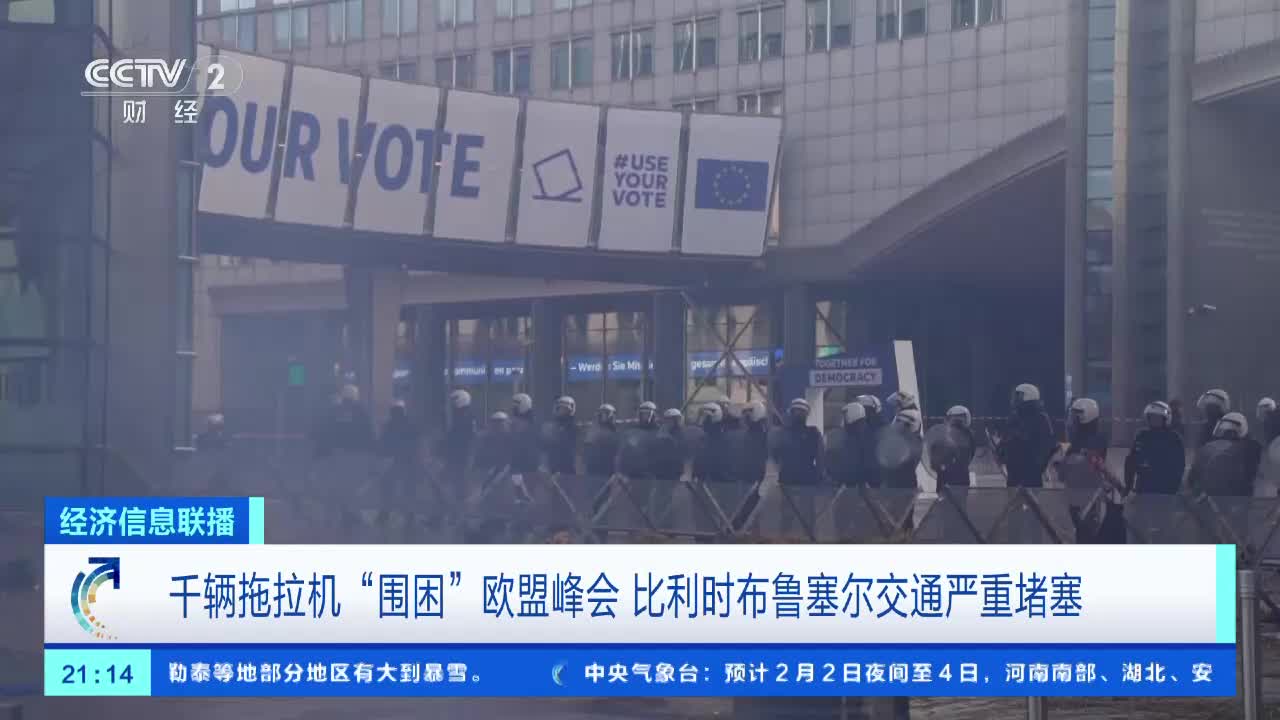 CCTV 2
财 经
OUR VOTE
#USE
YOUR
VOTE
TOGETHER FOR
DEMOCRACY
经济信息联播
千辆拖拉机“围困”欧盟峰会 比利时布鲁塞尔交通严重堵塞
21:14
勒泰等地部分地区有大到暴雪。
中央气象台：预计2月2日夜间至4日，河南南部、湖北、安